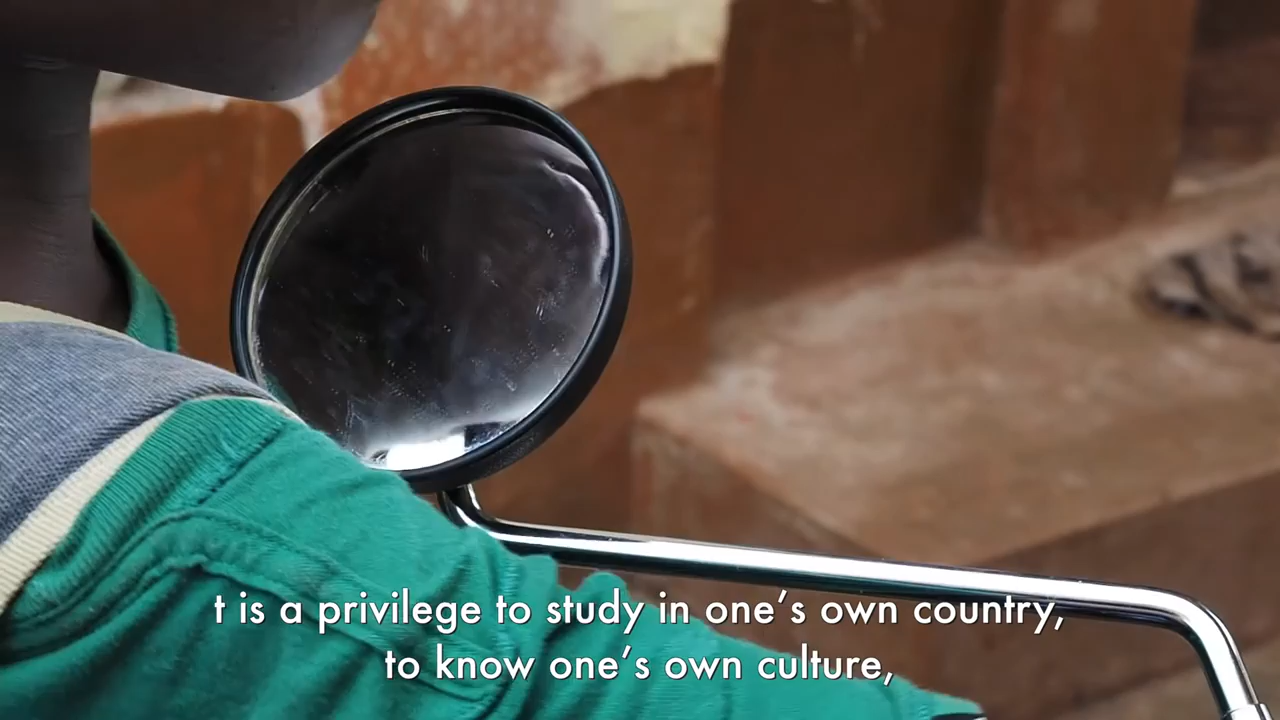 t is a privilege to study in one’s own country,
to know one’s own culture,